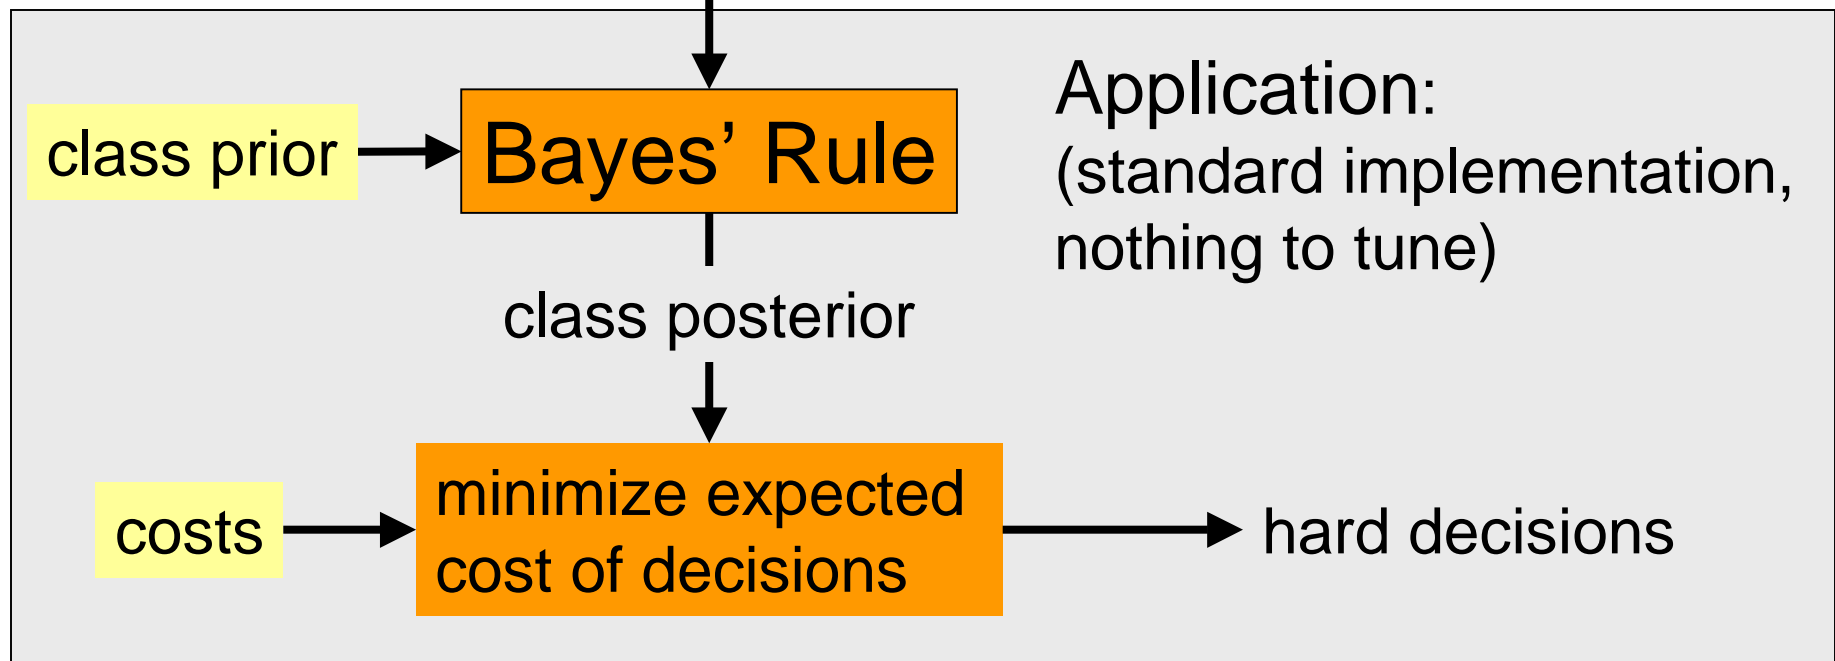 Application:
(standard implementation,
nothing to tune)
class prior
Bayes’ Rule
class posterior
costs
minimize expected
cost of decisions
hard decisions